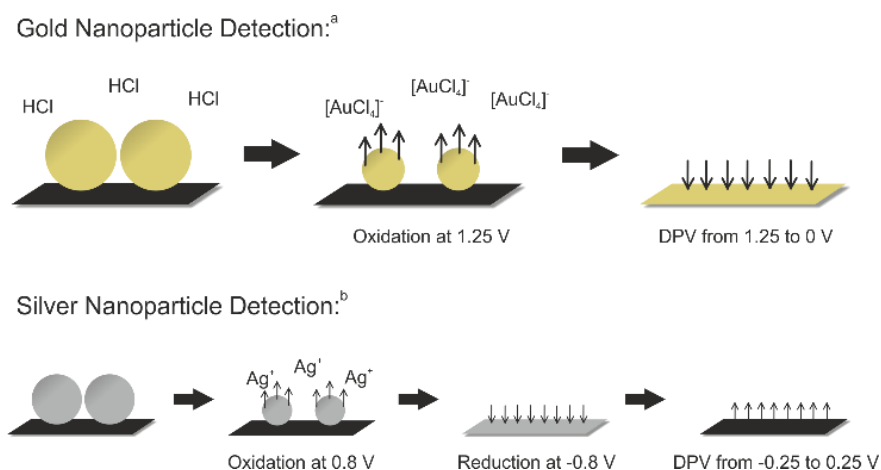 Gold Nanoparticle Detection:ᵃ
HCl
HCl
HCl
[AuCl₄]⁻
[AuCl₄]⁻
[AuCl₄]⁻
Oxidation at 1.25 V
DPV from 1.25 to 0 V
Silver Nanoparticle Detection:ᵇ
Ag⁺
Ag⁺
Ag⁺
Oxidation at 0.8 V
Reduction at -0.8 V
DPV from -0.25 to 0.25 V